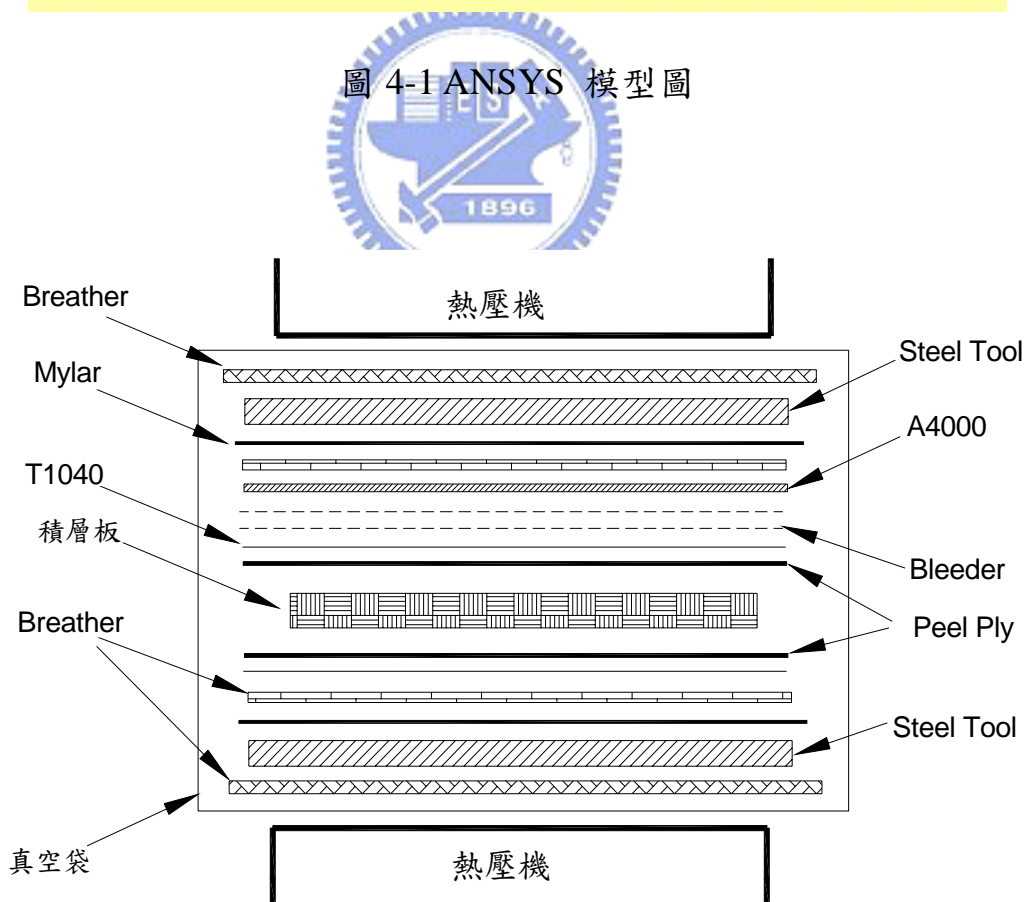 圖 4-1 ANSYS 模型圖
E S
1896
熱壓機
Breather
Steel Tool
Mylar
A4000
T1040
積層板
Bleeder
Peel Ply
Breather
Steel Tool
真空袋
熱壓機